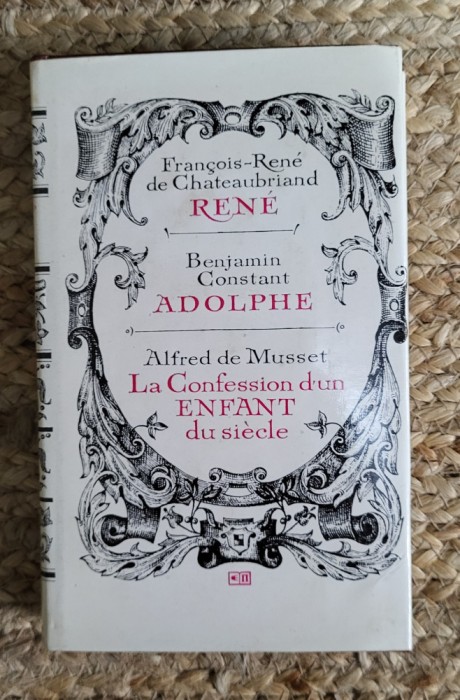 François-René
de Chateaubriand
RENÉ
Benjamin
Constant
ADOLPHE
Alfred de Musset
La Confession d'un
ENFANT
du siècle